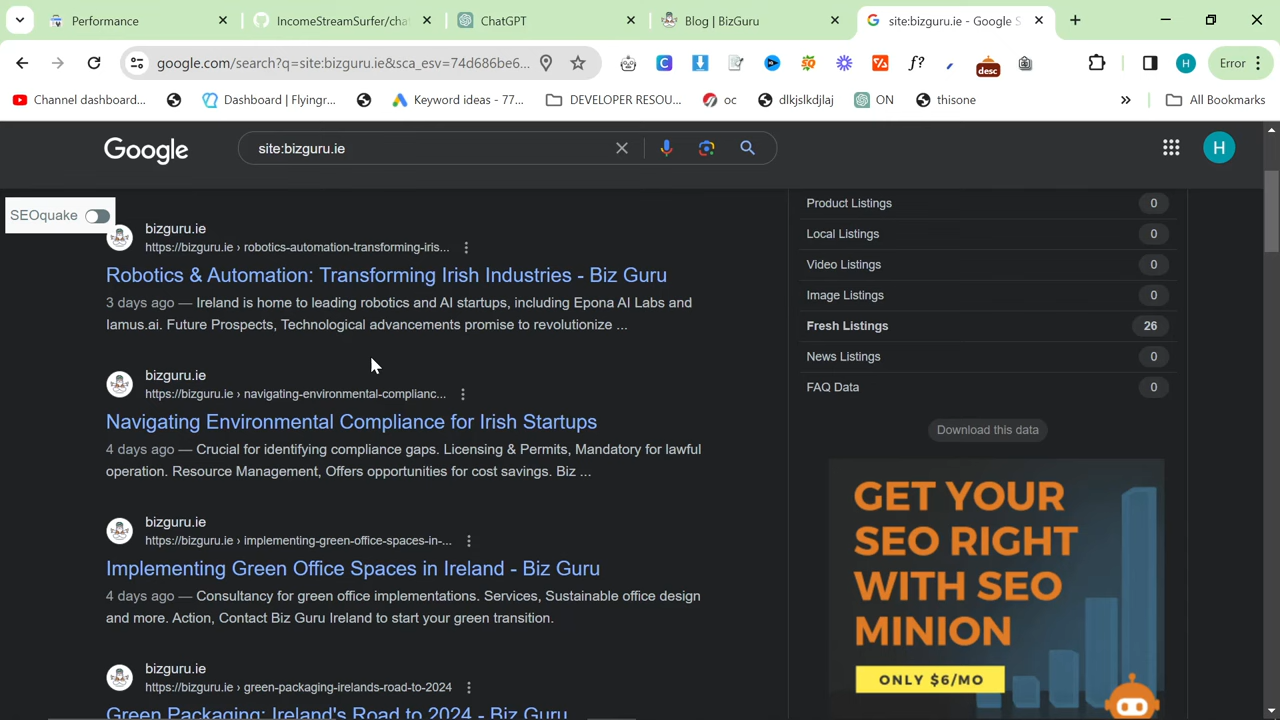 Performance
IncomeStreamSurfer/chat
ChatGPT
Blog | BizGuru
site:bizguru.ie - Google S
google.com/search?q=site:bizguru.ie&sca_esv=74d686be6...
C
f?
desc
H
Error
Channel dashboard...
Dashboard | Flyingr...
Keyword ideas - 77...
DEVELOPER RESOU...
oc
dlkjslkdjlaj
ON
thisone
»
All Bookmarks
Google
site:bizguru.ie
H
SEOquake
bizguru.ie
https://bizguru.ie › robotics-automation-transforming-iris...
Robotics & Automation: Transforming Irish Industries - Biz Guru
3 days ago — Ireland is home to leading robotics and AI startups, including Epona AI Labs and
Iamus.ai. Future Prospects, Technological advancements promise to revolutionize ...
bizguru.ie
https://bizguru.ie › navigating-environmental-complianc...
Navigating Environmental Compliance for Irish Startups
4 days ago — Crucial for identifying compliance gaps. Licensing & Permits, Mandatory for lawful
operation. Resource Management, Offers opportunities for cost savings. Biz ...
bizguru.ie
https://bizguru.ie › implementing-green-office-spaces-in-...
Implementing Green Office Spaces in Ireland - Biz Guru
4 days ago — Consultancy for green office implementations. Services, Sustainable office design
and more. Action, Contact Biz Guru Ireland to start your green transition.
bizguru.ie
https://bizguru.ie › green-packaging-irelands-road-to-2024
Green Packaging: Ireland's Road to 2024 - Biz Guru
Product Listings 0
Local Listings 0
Video Listings 0
Image Listings 0
Fresh Listings 26
News Listings 0
FAQ Data 0
Download this data
GET YOUR
SEO RIGHT
WITH SEO
MINION
ONLY $6/MO